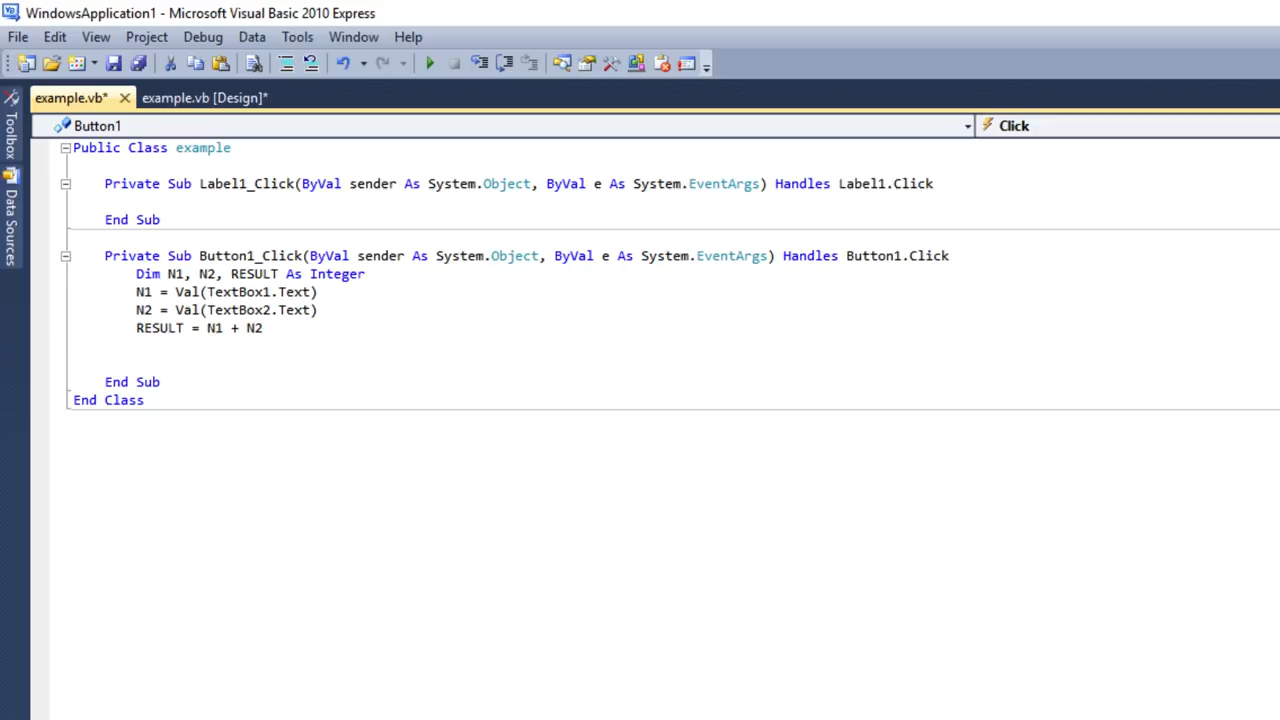 WindowsApplication1 - Microsoft Visual Basic 2010 Express
File Edit View Project Debug Data Tools Window Help
example.vb* example.vb [Design]*
Toolbox
Data Sources
Button1 Click
Public Class example
Private Sub Label1_Click(ByVal sender As System.Object, ByVal e As System.EventArgs) Handles Label1.Click
End Sub
Private Sub Button1_Click(ByVal sender As System.Object, ByVal e As System.EventArgs) Handles Button1.Click
Dim N1, N2, RESULT As Integer
N1 = Val(TextBox1.Text)
N2 = Val(TextBox2.Text)
RESULT = N1 + N2
End Sub
End Class